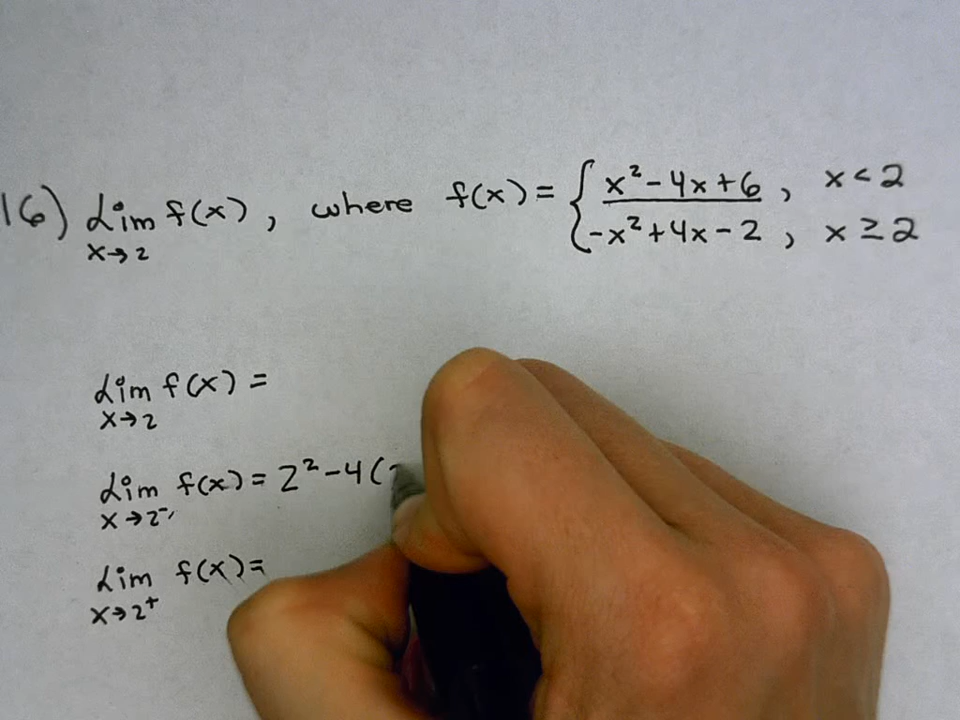 16) Lim f(x), where f(x) = { x² - 4x + 6, x < 2
x→2 -x² + 4x - 2, x ≥ 2
Lim f(x) =
x→2
Lim f(x) = 2² - 4(
x→2⁻
Lim f(x) =
x→2⁺